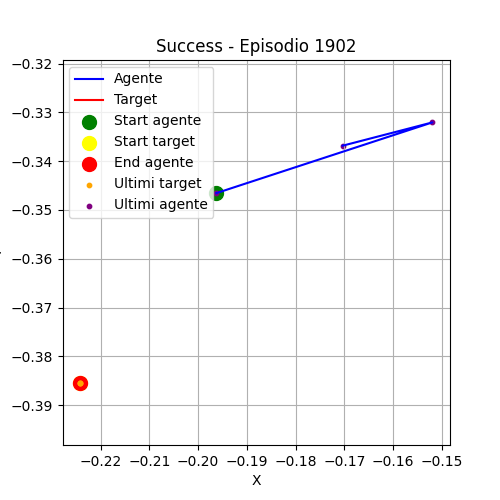 Success - Episodio 1902
−0.32
−0.33
−0.34
−0.35
−0.36
−0.37
−0.38
−0.39
Agente
Target
Start agente
Start target
End agente
Ultimi target
Ultimi agente
−0.22 −0.21 −0.20 −0.19 −0.18 −0.17 −0.16 −0.15
X